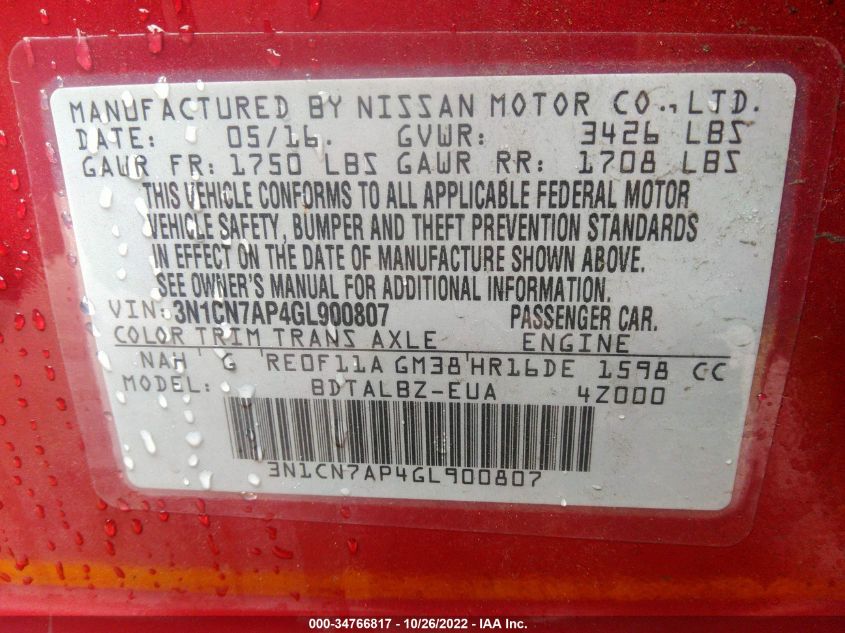 MANUFACTURED BY NISSAN MOTOR CO., LTD.
DATE: 05/16. GVWR: 3426 LBS
GAWR FR: 1750 LBS GAWR RR: 1708 LBS
THIS VEHICLE CONFORMS TO ALL APPLICABLE FEDERAL MOTOR
VEHICLE SAFETY, BUMPER AND THEFT PREVENTION STANDARDS
IN EFFECT ON THE DATE OF MANUFACTURE SHOWN ABOVE.
SEE OWNER'S MANUAL FOR ADDITIONAL INFORMATION.
VIN: 3N1CN7AP4GL900807 PASSENGER CAR.
COLOR TRIM TRANS AXLE ENGINE
NAH G RE0F11A GM38 HR16DE 1598 CC
MODEL: BDTALBZ-EUA 4Z000
3N1CN7AP4GL900807
000-34766817 - 10/26/2022 - IAA Inc.